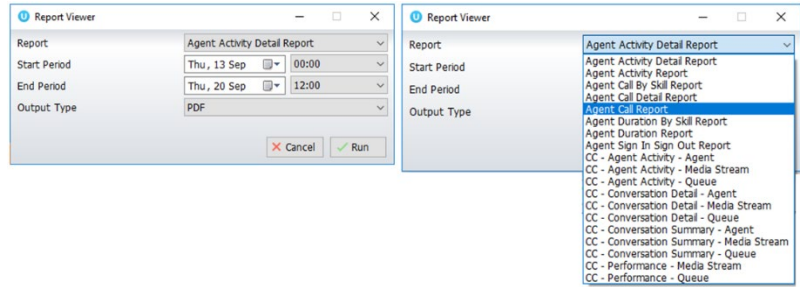 Report Viewer
Report
Agent Activity Detail Report
Start Period
Thu, 13 Sep
00:00
End Period
Thu, 20 Sep
12:00
Output Type
PDF
Cancel
Run
Report Viewer
Report
Agent Activity Detail Report
Start Period
End Period
Output Type
Agent Activity Detail Report
Agent Activity Report
Agent Call By Skill Report
Agent Call Detail Report
Agent Call Report
Agent Duration By Skill Report
Agent Duration Report
Agent Sign In Sign Out Report
CC - Agent Activity - Agent
CC - Agent Activity - Media Stream
CC - Agent Activity - Queue
CC - Conversation Detail - Agent
CC - Conversation Detail - Media Stream
CC - Conversation Detail - Queue
CC - Conversation Summary - Agent
CC - Conversation Summary - Media Stream
CC - Conversation Summary - Queue
CC - Performance - Media Stream
CC - Performance - Queue